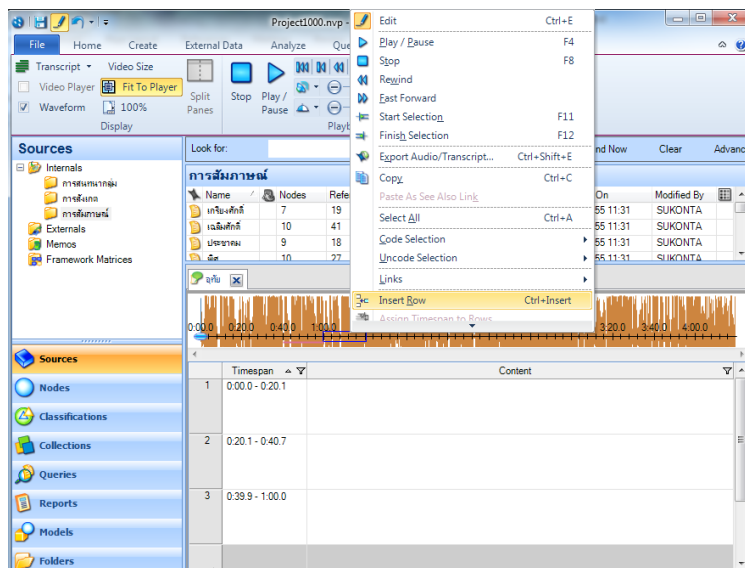 Project1000.nvp -
File Home Create External Data Analyze Que
Transcript Video Size
Video Player Fit To Player
Waveform 100%
Display
Split Panes
Stop
Play / Pause
Playb
Edit Ctrl+E
Play / Pause F4
Stop F8
Rewind
Fast Forward
Start Selection F11
Finish Selection F12
Export Audio/Transcript... Ctrl+Shift+E
Copy Ctrl+C
Paste As See Also Link
Select All Ctrl+A
Code Selection
Uncode Selection
Links
Insert Row Ctrl+Insert
Assign Timespan to Rows
Sources
Internals
การสนทนากลุ่ม
การสังเกต
การสัมภาษณ์
Externals
Memos
Framework Matrices
Look for: nd Now Clear Advanc
การสัมภาษณ์
Name Nodes Refe On Modified By
เกรียงศักดิ์ 7 19 55 11:31 SUKONTA
เฉลิมศักดิ์ 10 41 55 11:31 SUKONTA
ประชาคม 9 18 55 11:31 SUKONTA
10 27 55 11:31 SUKONTA
อุทัย
0:00.0 0:20.0 0:40.0 1:00.0 3:20.0 3:40.0 4:00.0
Sources
Nodes
Classifications
Collections
Queries
Reports
Models
Folders
Timespan Content
1 0:00.0 - 0:20.1
2 0:20.1 - 0:40.7
3 0:39.9 - 1:00.0